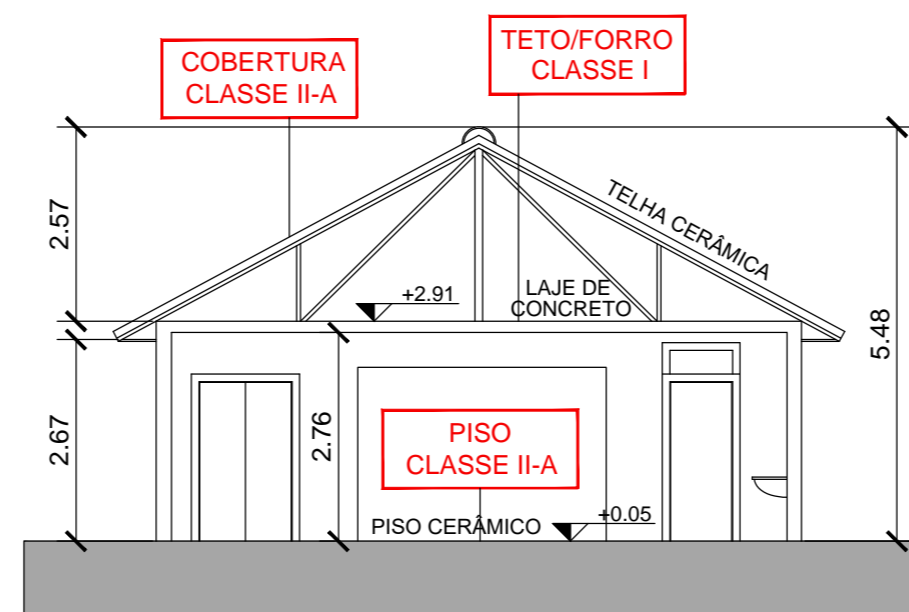 COBERTURA
CLASSE II-A
TETO/FORRO
CLASSE I
2.57
TELHA CERÂMICA
+2.91
LAJE DE
CONCRETO
5.48
2.67
2.76
PISO
CLASSE II-A
PISO CERÂMICO
+0.05